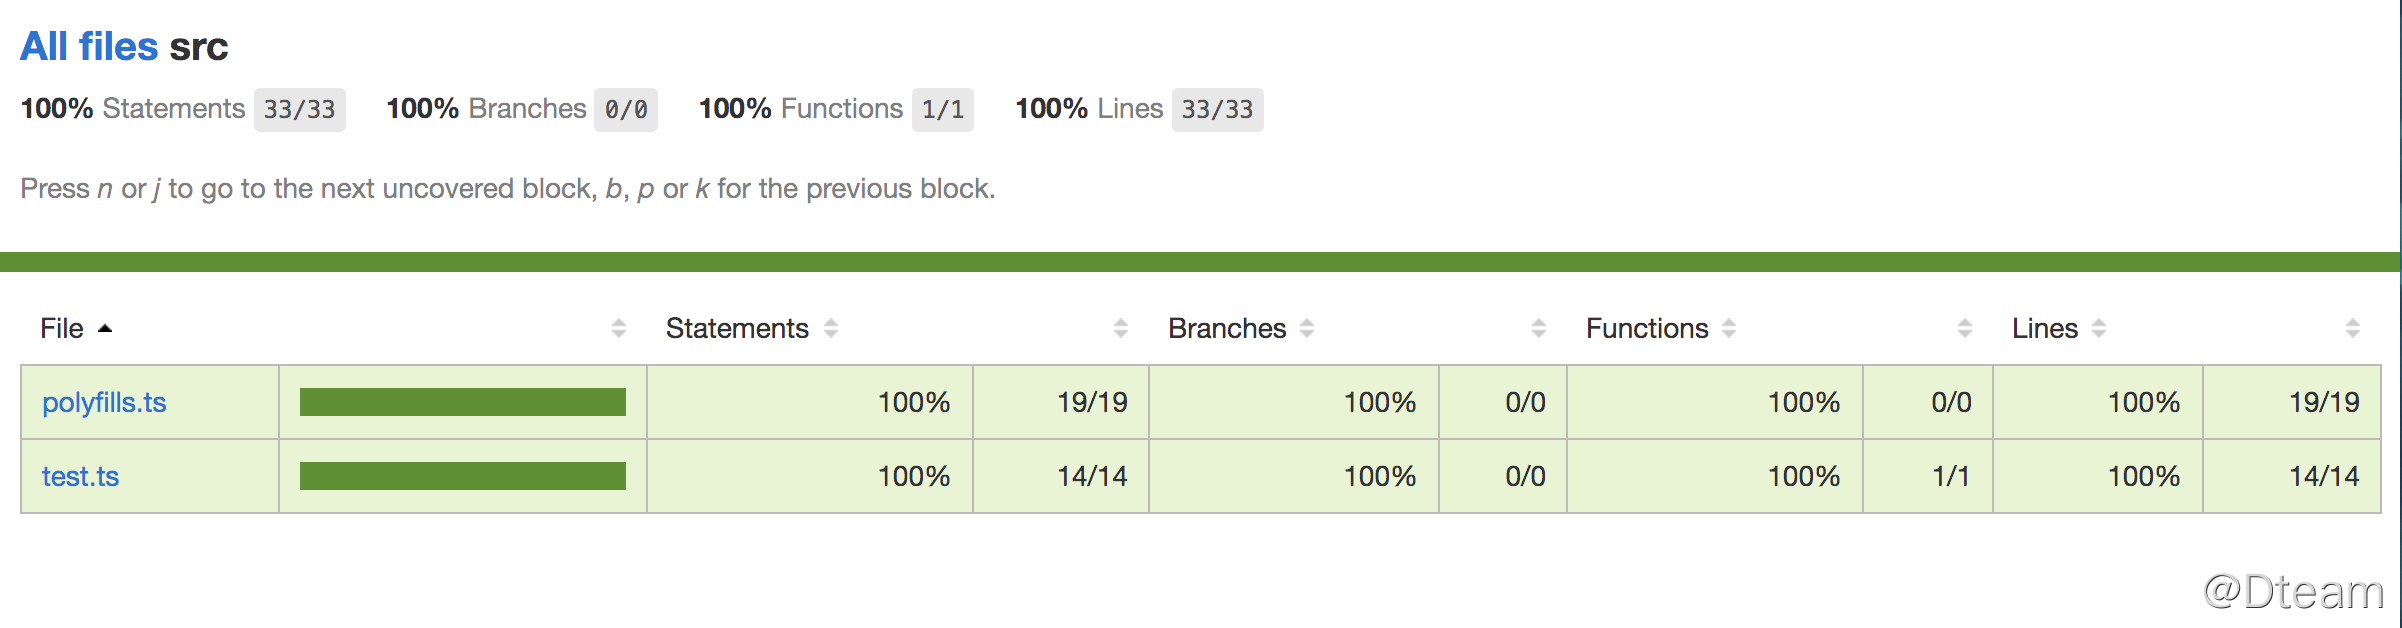 All files src
100% Statements 33/33 100% Branches 0/0 100% Functions 1/1 100% Lines 33/33
Press n or j to go to the next uncovered block, b, p or k for the previous block.
File Statements Branches Functions Lines
polyfills.ts 100% 19/19 100% 0/0 100% 0/0 100% 19/19
test.ts 100% 14/14 100% 0/0 100% 1/1 100% 14/14
@Dteam